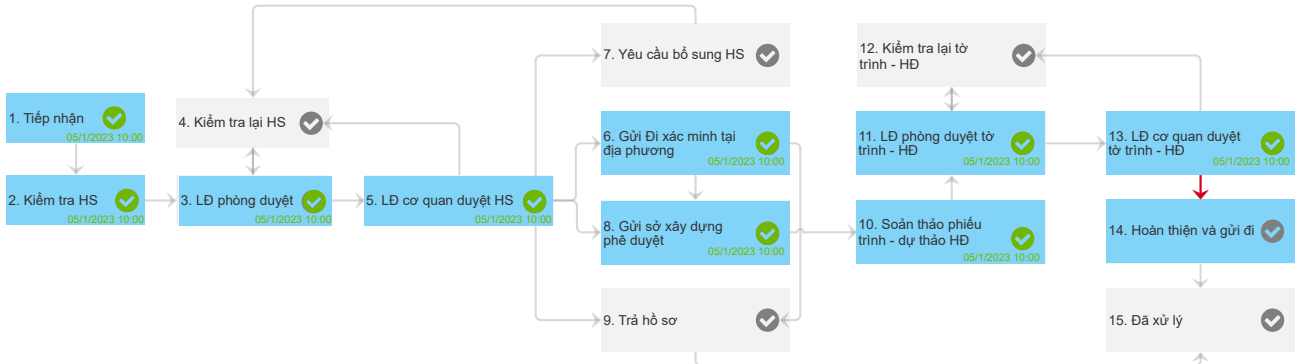 1. Tiếp nhận
05/1/2023 10:00
2. Kiểm tra HS
05/1/2023 10:00
4. Kiểm tra lại HS
3. LĐ phòng duyệt
05/1/2023 10:00
5. LĐ cơ quan duyệt HS
05/1/2023 10:00
7. Yêu cầu bổ sung HS
6. Gửi Đi xác minh tại
địa phương
05/1/2023 10:00
8. Gửi sở xây dựng
phê duyệt
05/1/2023 10:00
9. Trả hồ sơ
12. Kiểm tra lại tờ
trình - HĐ
11. LĐ phòng duyệt tờ
trình - HĐ
05/1/2023 10:00
10. Soản thảo phiếu
trình - dự thảo HĐ
05/1/2023 10:00
13. LĐ cơ quan duyệt
tờ trình - HĐ
05/1/2023 10:00
14. Hoàn thiện và gửi đi
15. Đã xử lý